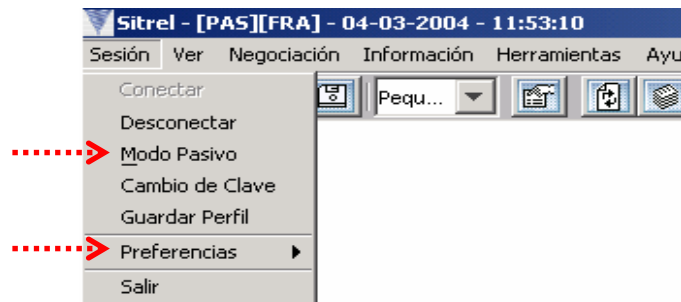 Sitrel - [PAS][FRA] - 04-03-2004 - 11:53:10
Sesión Ver Negociación Información Herramientas Ayu
Pequ...
Conectar
Desconectar
Modo Pasivo
Cambio de Clave
Guardar Perfil
Preferencias
Salir